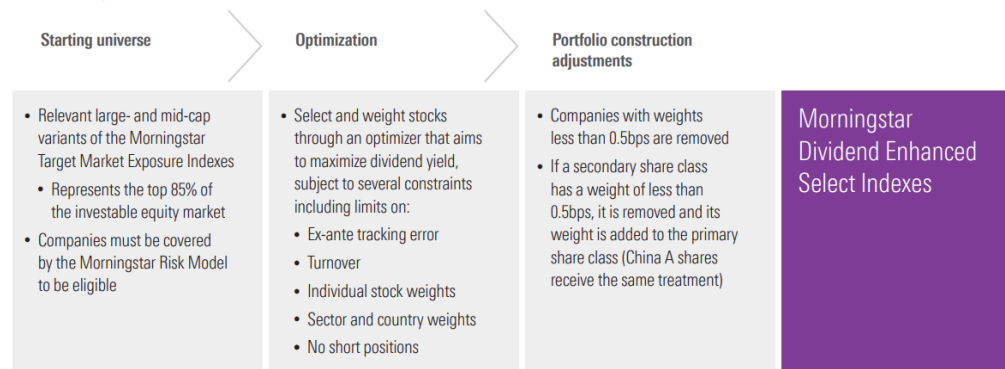 Starting universe
Optimization
Portfolio construction
adjustments
• Relevant large- and mid-cap
variants of the Morningstar
Target Market Exposure Indexes
• Represents the top 85% of
the investable equity market
• Companies must be covered
by the Morningstar Risk Model
to be eligible
• Select and weight stocks
through an optimizer that aims
to maximize dividend yield,
subject to several constraints
including limits on:
• Ex-ante tracking error
• Turnover
• Individual stock weights
• Sector and country weights
• No short positions
• Companies with weights
less than 0.5bps are removed
• If a secondary share class
has a weight of less than
0.5bps, it is removed and its
weight is added to the primary
share class (China A shares
receive the same treatment)
Morningstar
Dividend Enhanced
Select Indexes